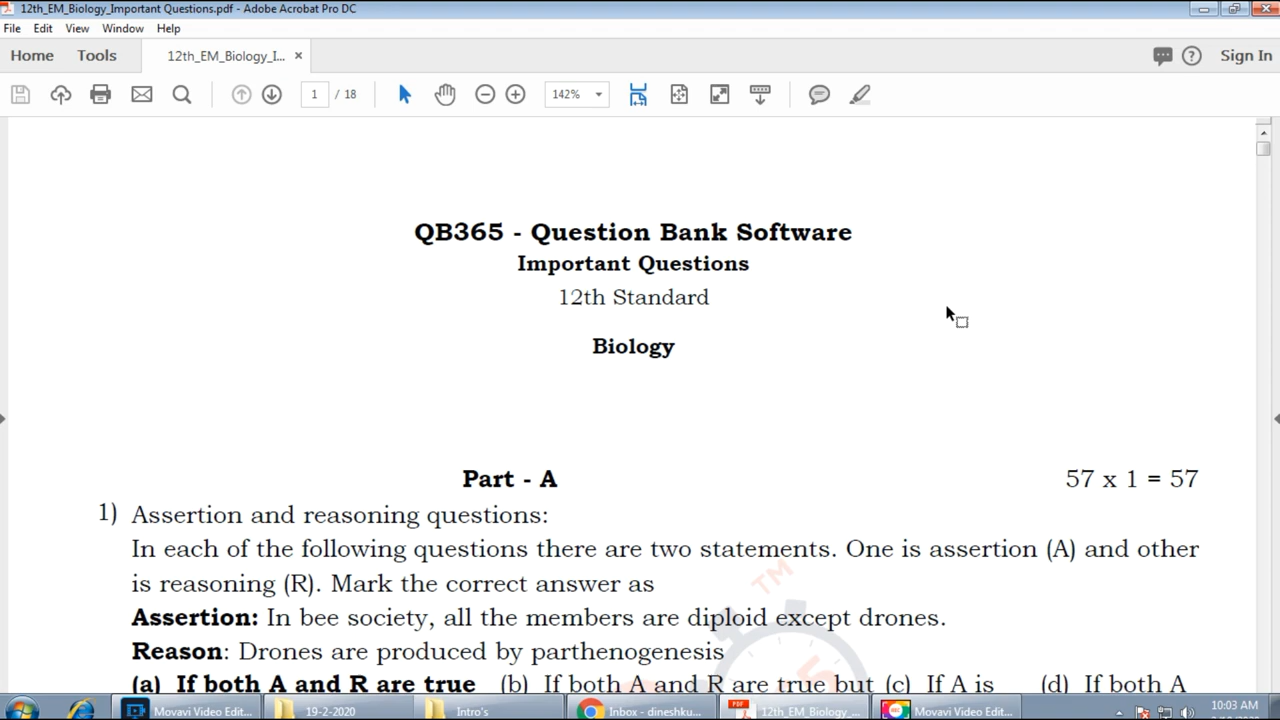 12th_EM_Biology_Important Questions.pdf - Adobe Acrobat Pro DC
File Edit View Window Help
Home Tools 12th_EM_Biology_I... × Sign In
1 / 18 142%
QB365 - Question Bank Software
Important Questions
12th Standard
Biology
Part - A 57 x 1 = 57
1) Assertion and reasoning questions:
In each of the following questions there are two statements. One is assertion (A) and other
is reasoning (R). Mark the correct answer as
Assertion: In bee society, all the members are diploid except drones.
Reason: Drones are produced by parthenogenesis
(a) If both A and R are true (b) If both A and R are true but (c) If A is (d) If both A
TM
Movavi Video Edit... 19-2-2020 Intro's Inbox - dineshku... 12th_EM_Biology_... Movavi Video Edit... 10:03 AM